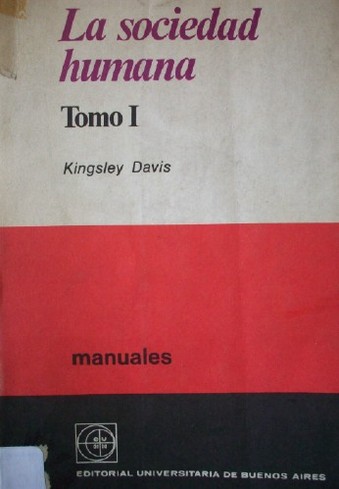 La sociedad
humana
Tomo I
Kingsley Davis
manuales
EDITORIAL UNIVERSITARIA DE BUENOS AIRES